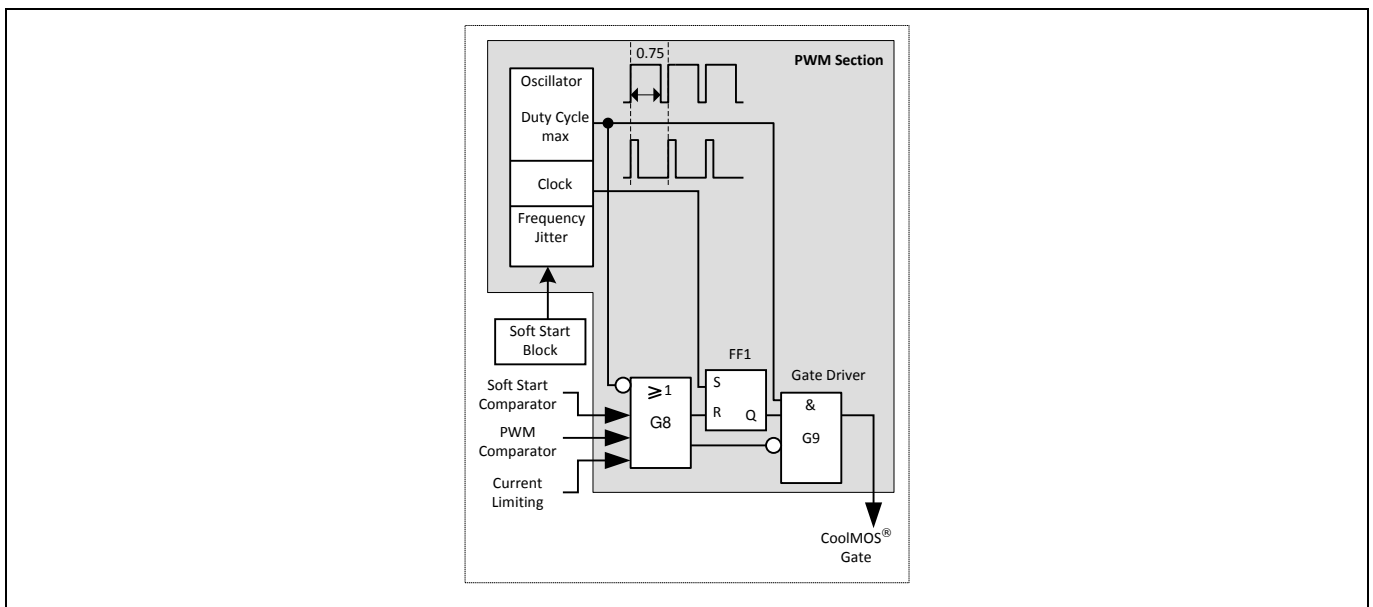 0.75
PWM Section
Oscillator
Duty Cycle
max
Clock
Frequency
Jitter
Soft Start
Block
FF1
Gate Driver
Soft Start
Comparator
PWM
Comparator
Current
Limiting
≥1
G8
S
R Q
&
G9
CoolMOS®
Gate